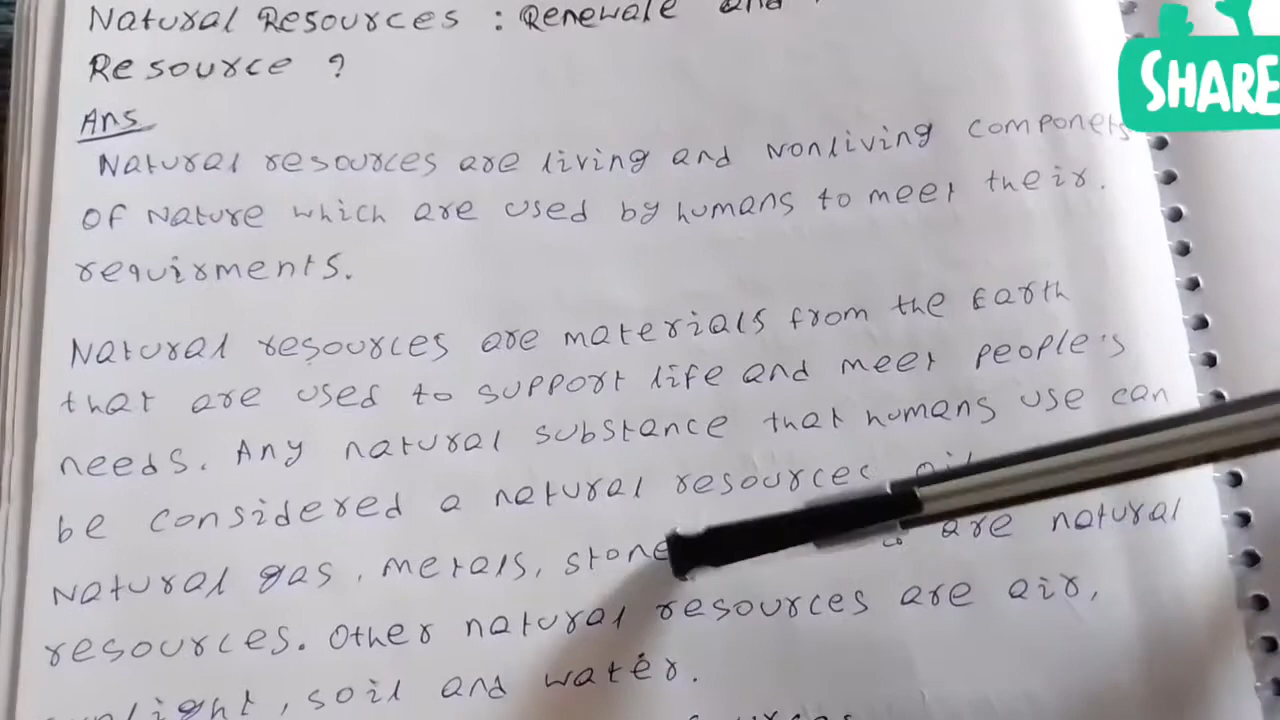 Natural Resources : Renewale and
Resource ?
Ans
Natural resources are living and Nonliving componets
of Nature which are used by humans to meet their.
requirments.
Natural resources are materials from the Earth
that are used to support life and meet people's
needs. Any natural substance that humans use can
be considered a natural resources oil
Natural gas, metals, stone are natural
resources. Other natural resources are air,
soil and water.
SHARE